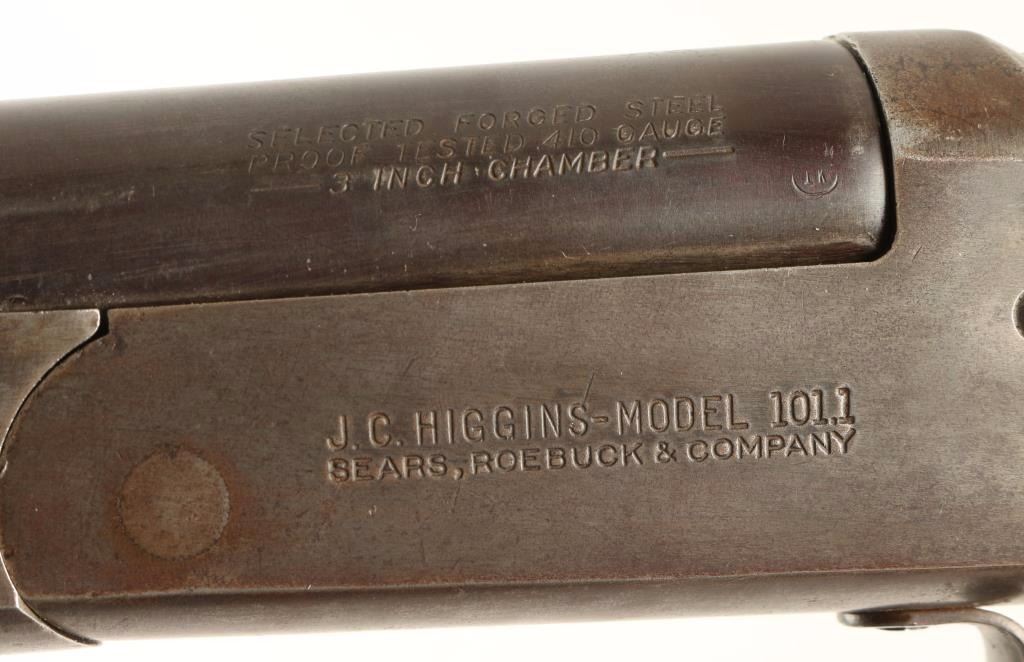 SELECTED FORGED STEEL
PROOF TESTED .410 GAUGE
3 INCH CHAMBER
J.C. HIGGINS-MODEL 101.1
SEARS, ROEBUCK & COMPANY